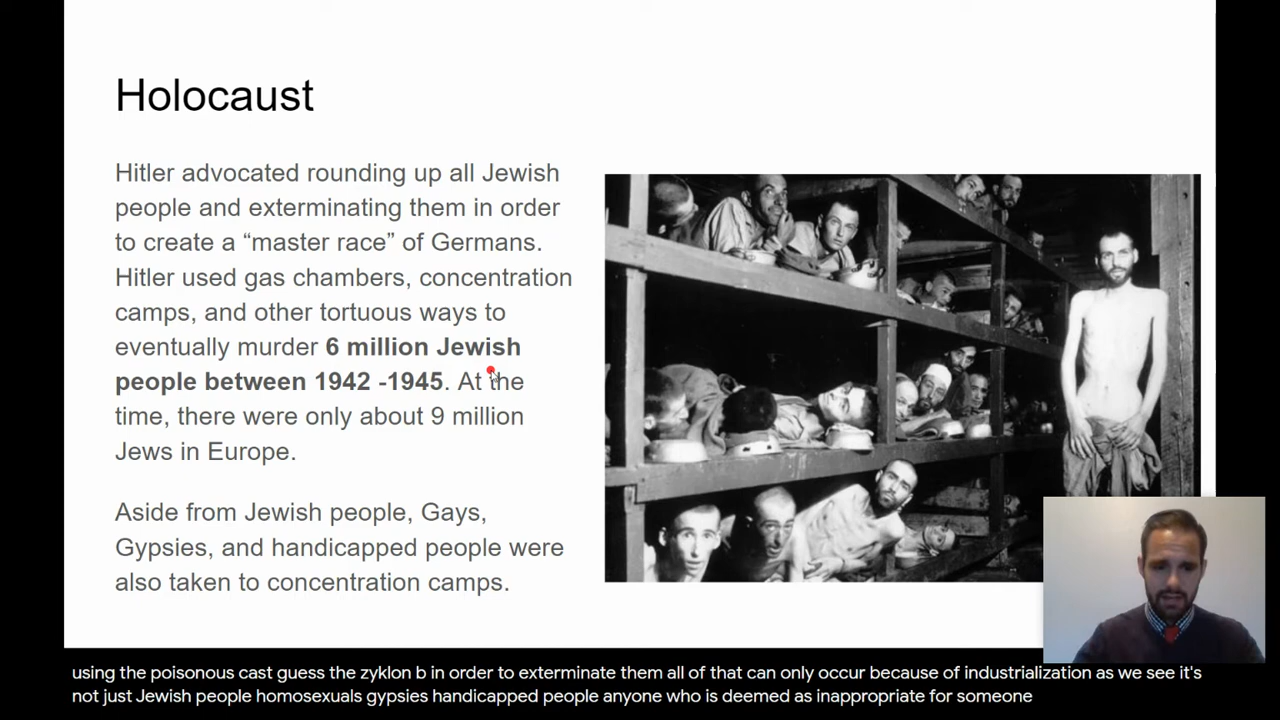 Holocaust
Hitler advocated rounding up all Jewish
people and exterminating them in order
to create a “master race” of Germans.
Hitler used gas chambers, concentration
camps, and other tortuous ways to
eventually murder 6 million Jewish
people between 1942 -1945. At the
time, there were only about 9 million
Jews in Europe.
Aside from Jewish people, Gays,
Gypsies, and handicapped people were
also taken to concentration camps.
using the poisonous cast guess the zyklon b in order to exterminate them all of that can only occur because of industrialization as we see it's
not just Jewish people homosexuals gypsies handicapped people anyone who is deemed as inappropriate for someone